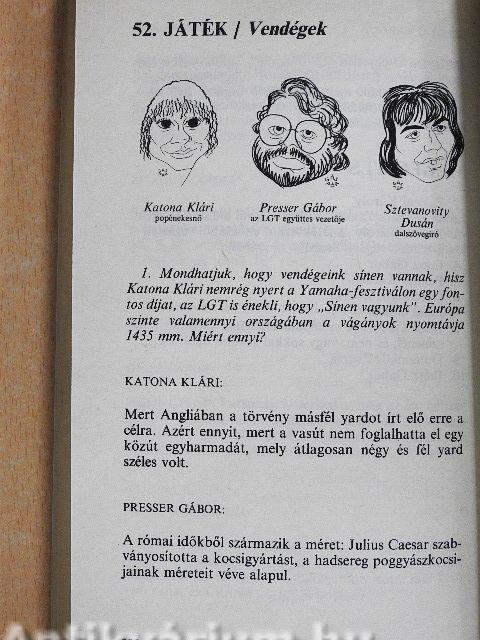 52. JÁTÉK / Vendégek
Katona Klári
popénekesnő
Presser Gábor
az LGT együttes vezetője
Sztevanovity
Dusán
dalszövegíró
1. Mondhatjuk, hogy vendégeink sínen vannak, hisz
Katona Klári nemrég nyert a Yamaha-fesztiválon egy fon-
tos díjat, az LGT is énekli, hogy „Sínen vagyunk". Európa
szinte valamennyi országában a vágányok nyomtávja
1435 mm. Miért ennyi?
KATONA KLÁRI:
Mert Angliában a törvény másfél yardot írt elő erre a
célra. Azért ennyit, mert a vasút nem foglalhatta el egy
közút egyharmadát, mely átlagosan négy és fél yard
széles volt.
PRESSER GÁBOR:
A római időkből származik a méret: Julius Caesar szab-
ványosította a kocsigyártást, a hadsereg poggyászkocsi-
jainak méreteit véve alapul.
Antikvárium.hu